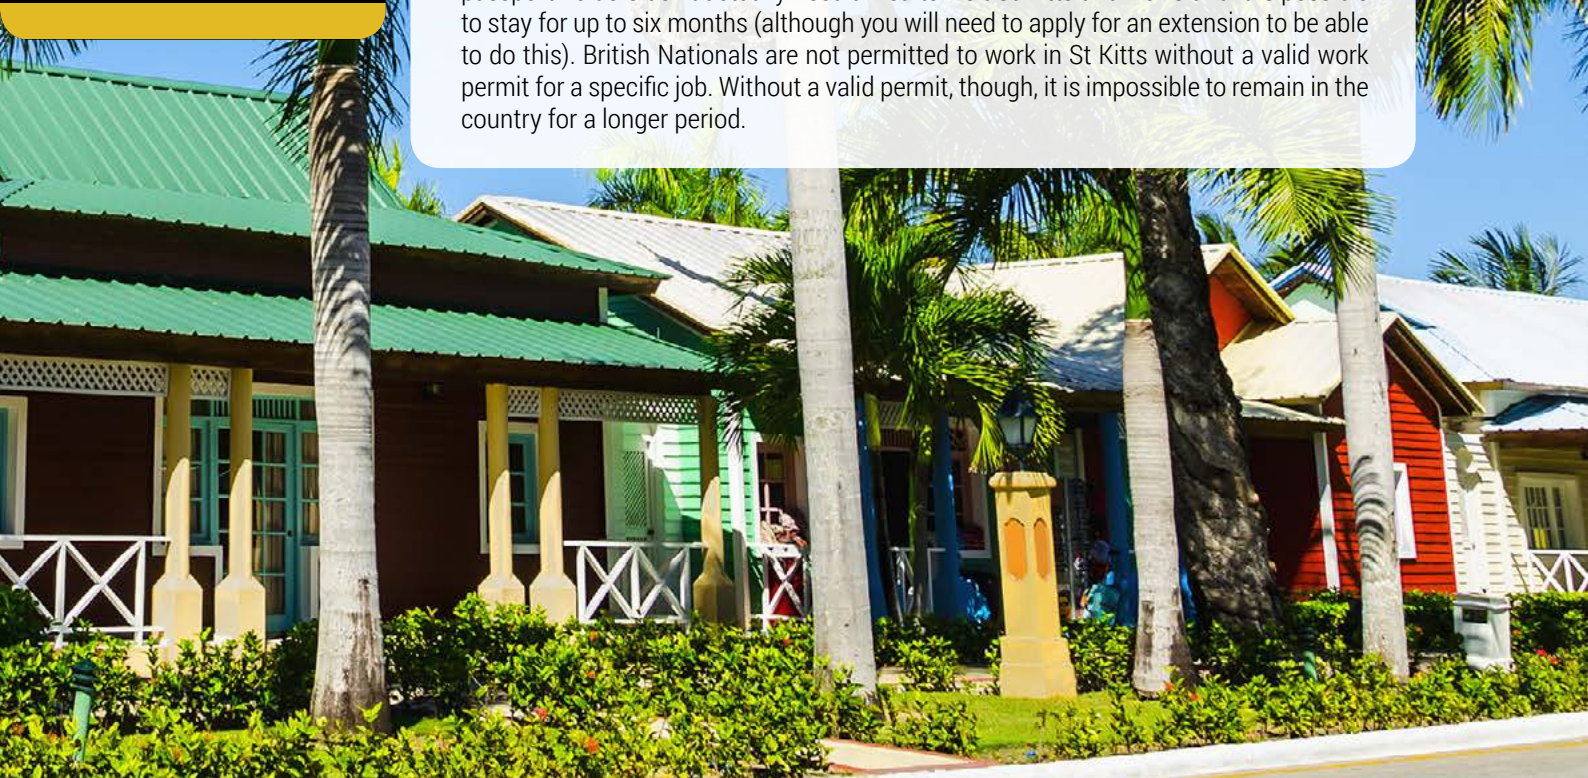 to stay for up to six months (although you will need to apply for an extension to be able
to do this). British Nationals are not permitted to work in St Kitts without a valid work
permit for a specific job. Without a valid permit, though, it is impossible to remain in the
country for a longer period.